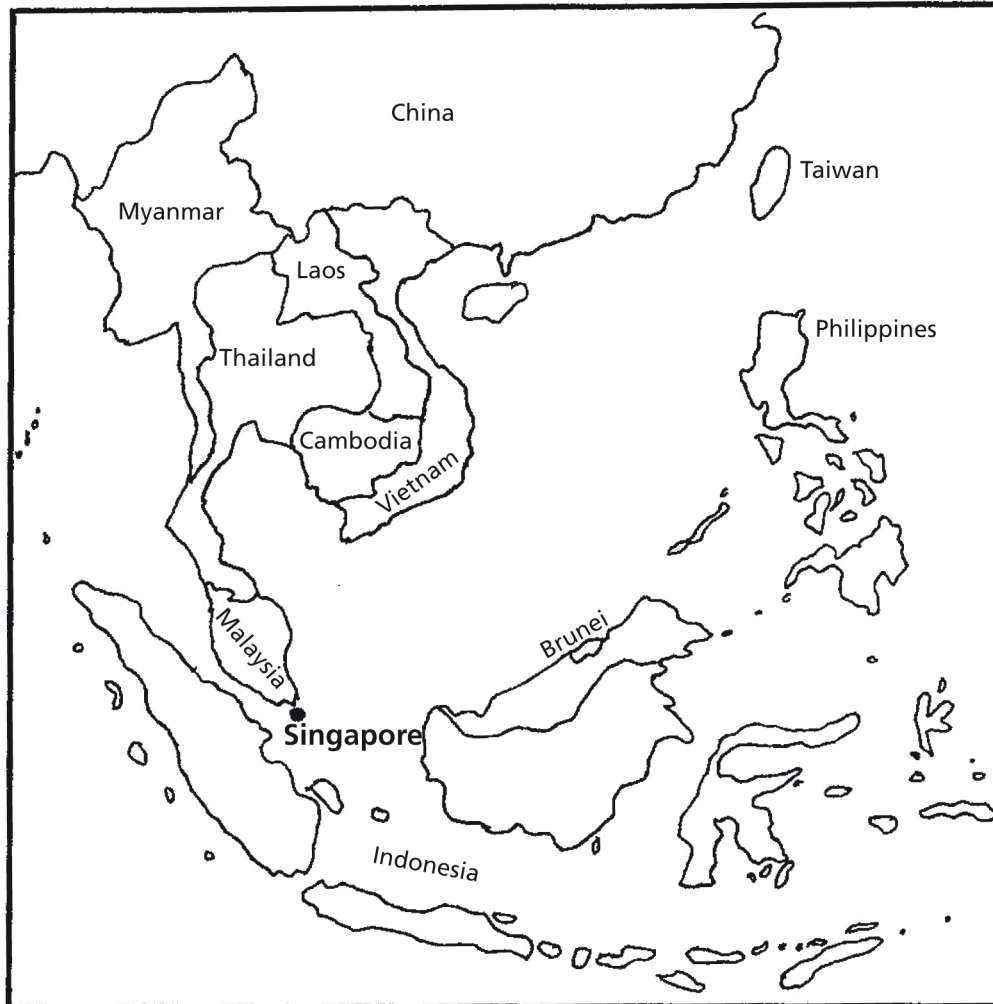 China
Taiwan
Myanmar
Laos
Philippines
Thailand
Cambodia
Vietnam
Malaysia
Brunei
Singapore
Indonesia